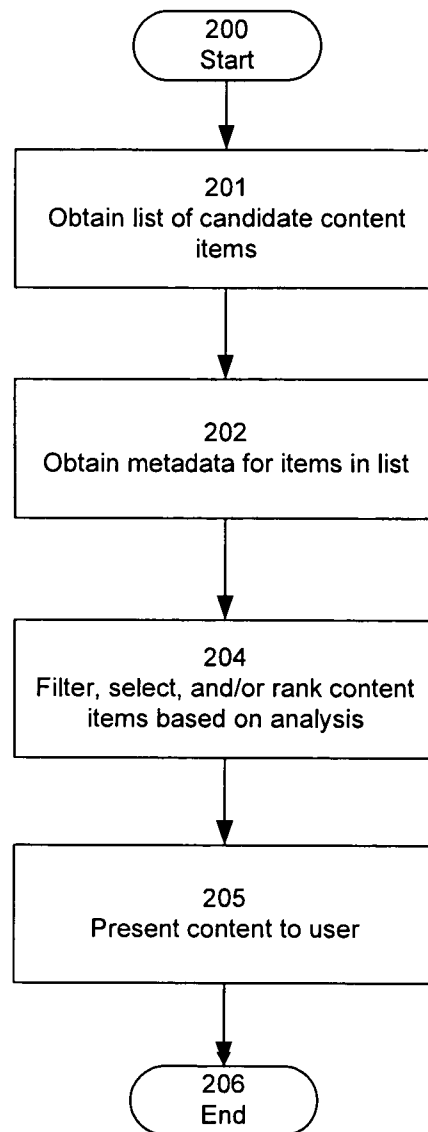 200
Start
201
Obtain list of candidate content
items
202
Obtain metadata for items in list
204
Filter, select, and/or rank content
items based on analysis
205
Present content to user
206
End